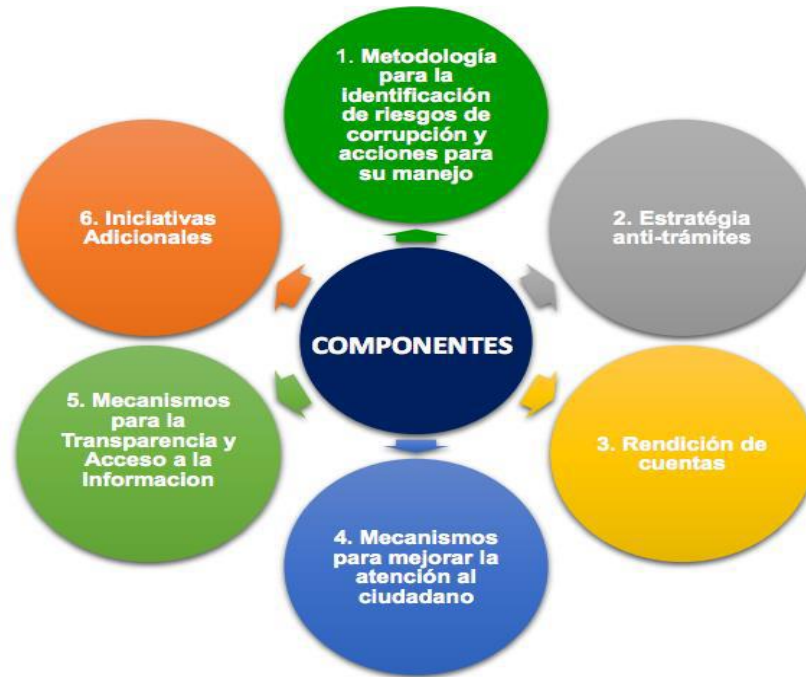 1. Metodología
para la
identificación
de riesgos de
corrupción y
acciones para
su manejo
2. Estratégia
anti-trámites
3. Rendición de
cuentas
4. Mecanismos
para mejorar la
atención al
ciudadano
5. Mecanismos
para la
Transparencia y
Acceso a la
Informacion
6. Iniciativas
Adicionales
COMPONENTES